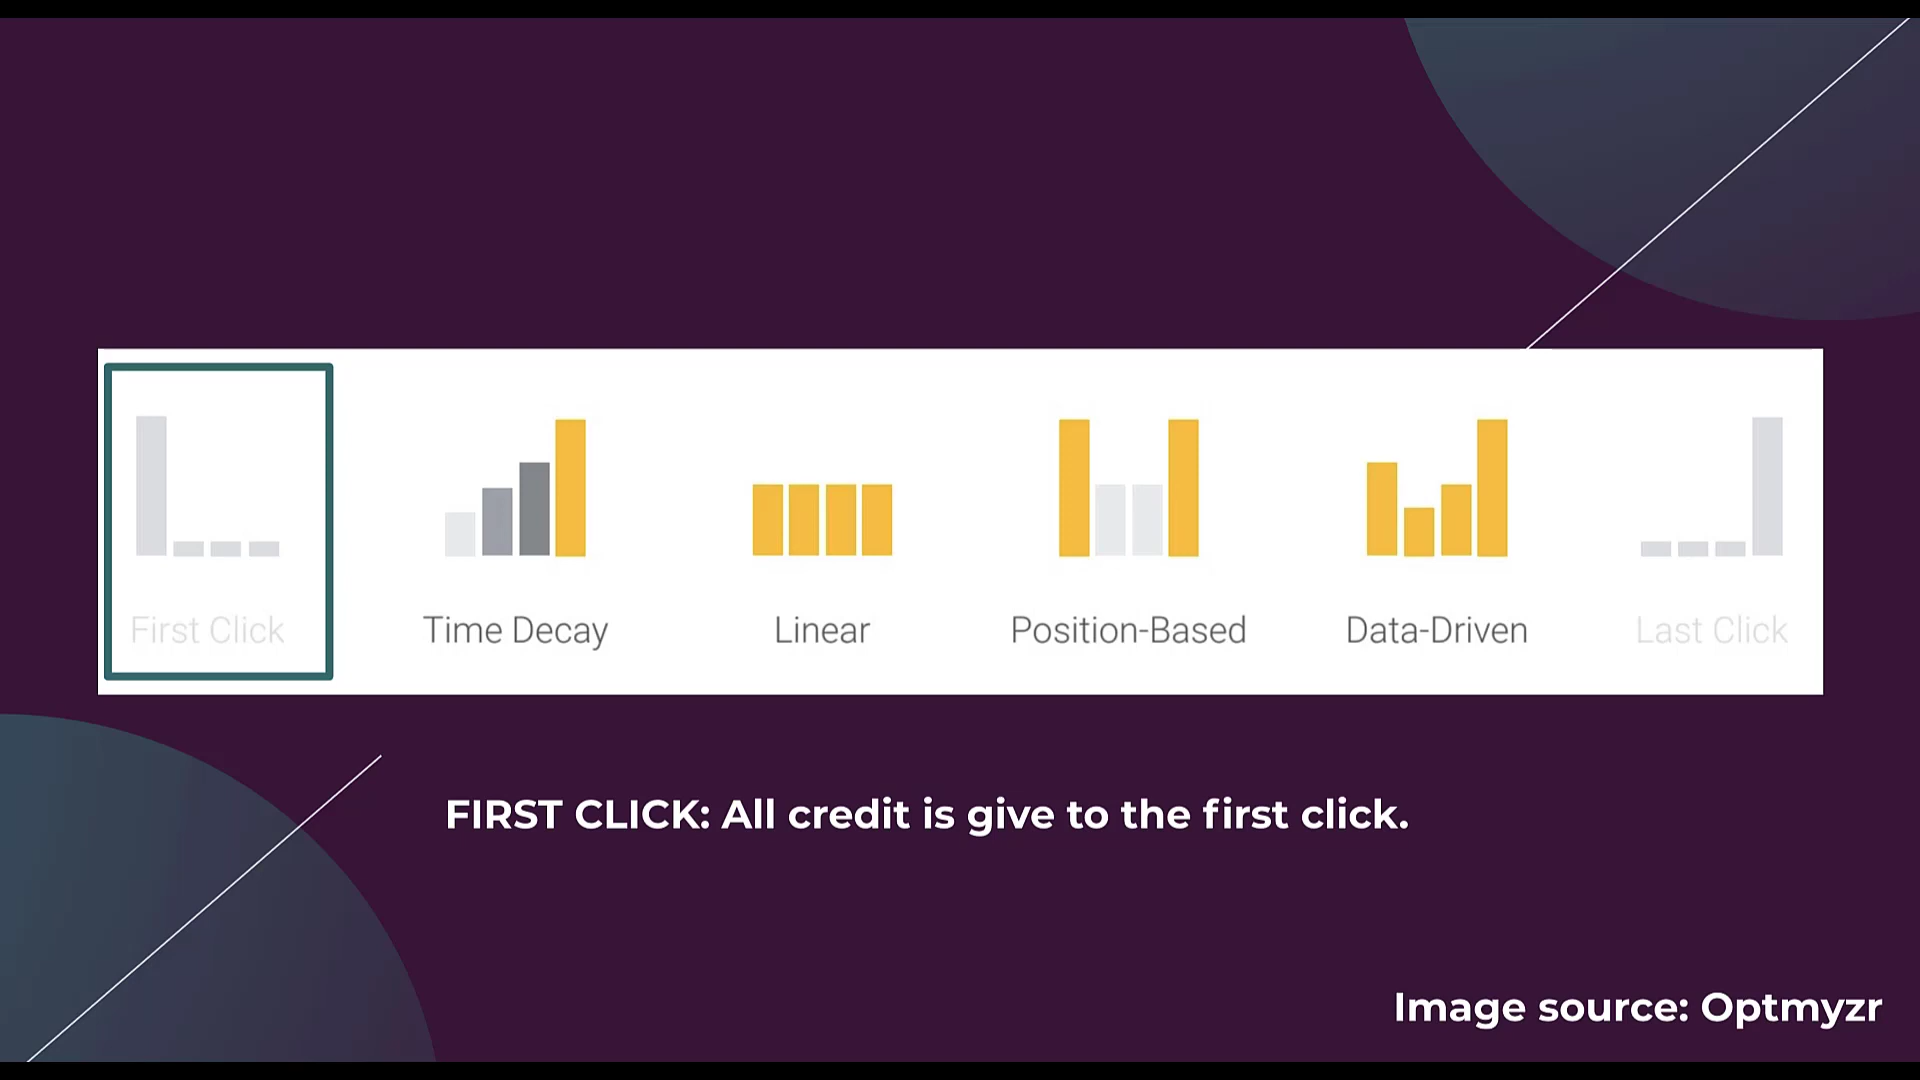 First Click
Time Decay
Linear
Position-Based
Data-Driven
Last Click
FIRST CLICK: All credit is give to the first click.
Image source: Optmyzr